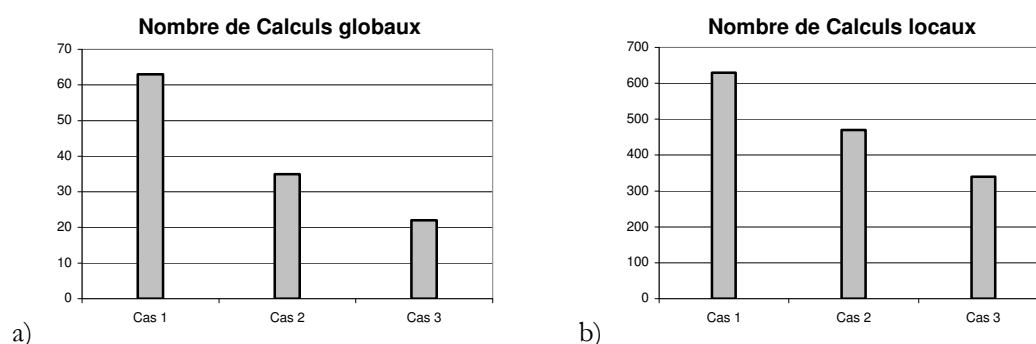 Nombre de Calculs globaux
70
60
50
40
30
20
10
0
Cas 1 Cas 2 Cas 3
a)
Nombre de Calculs locaux
700
600
500
400
300
200
100
0
Cas 1 Cas 2 Cas 3
b)